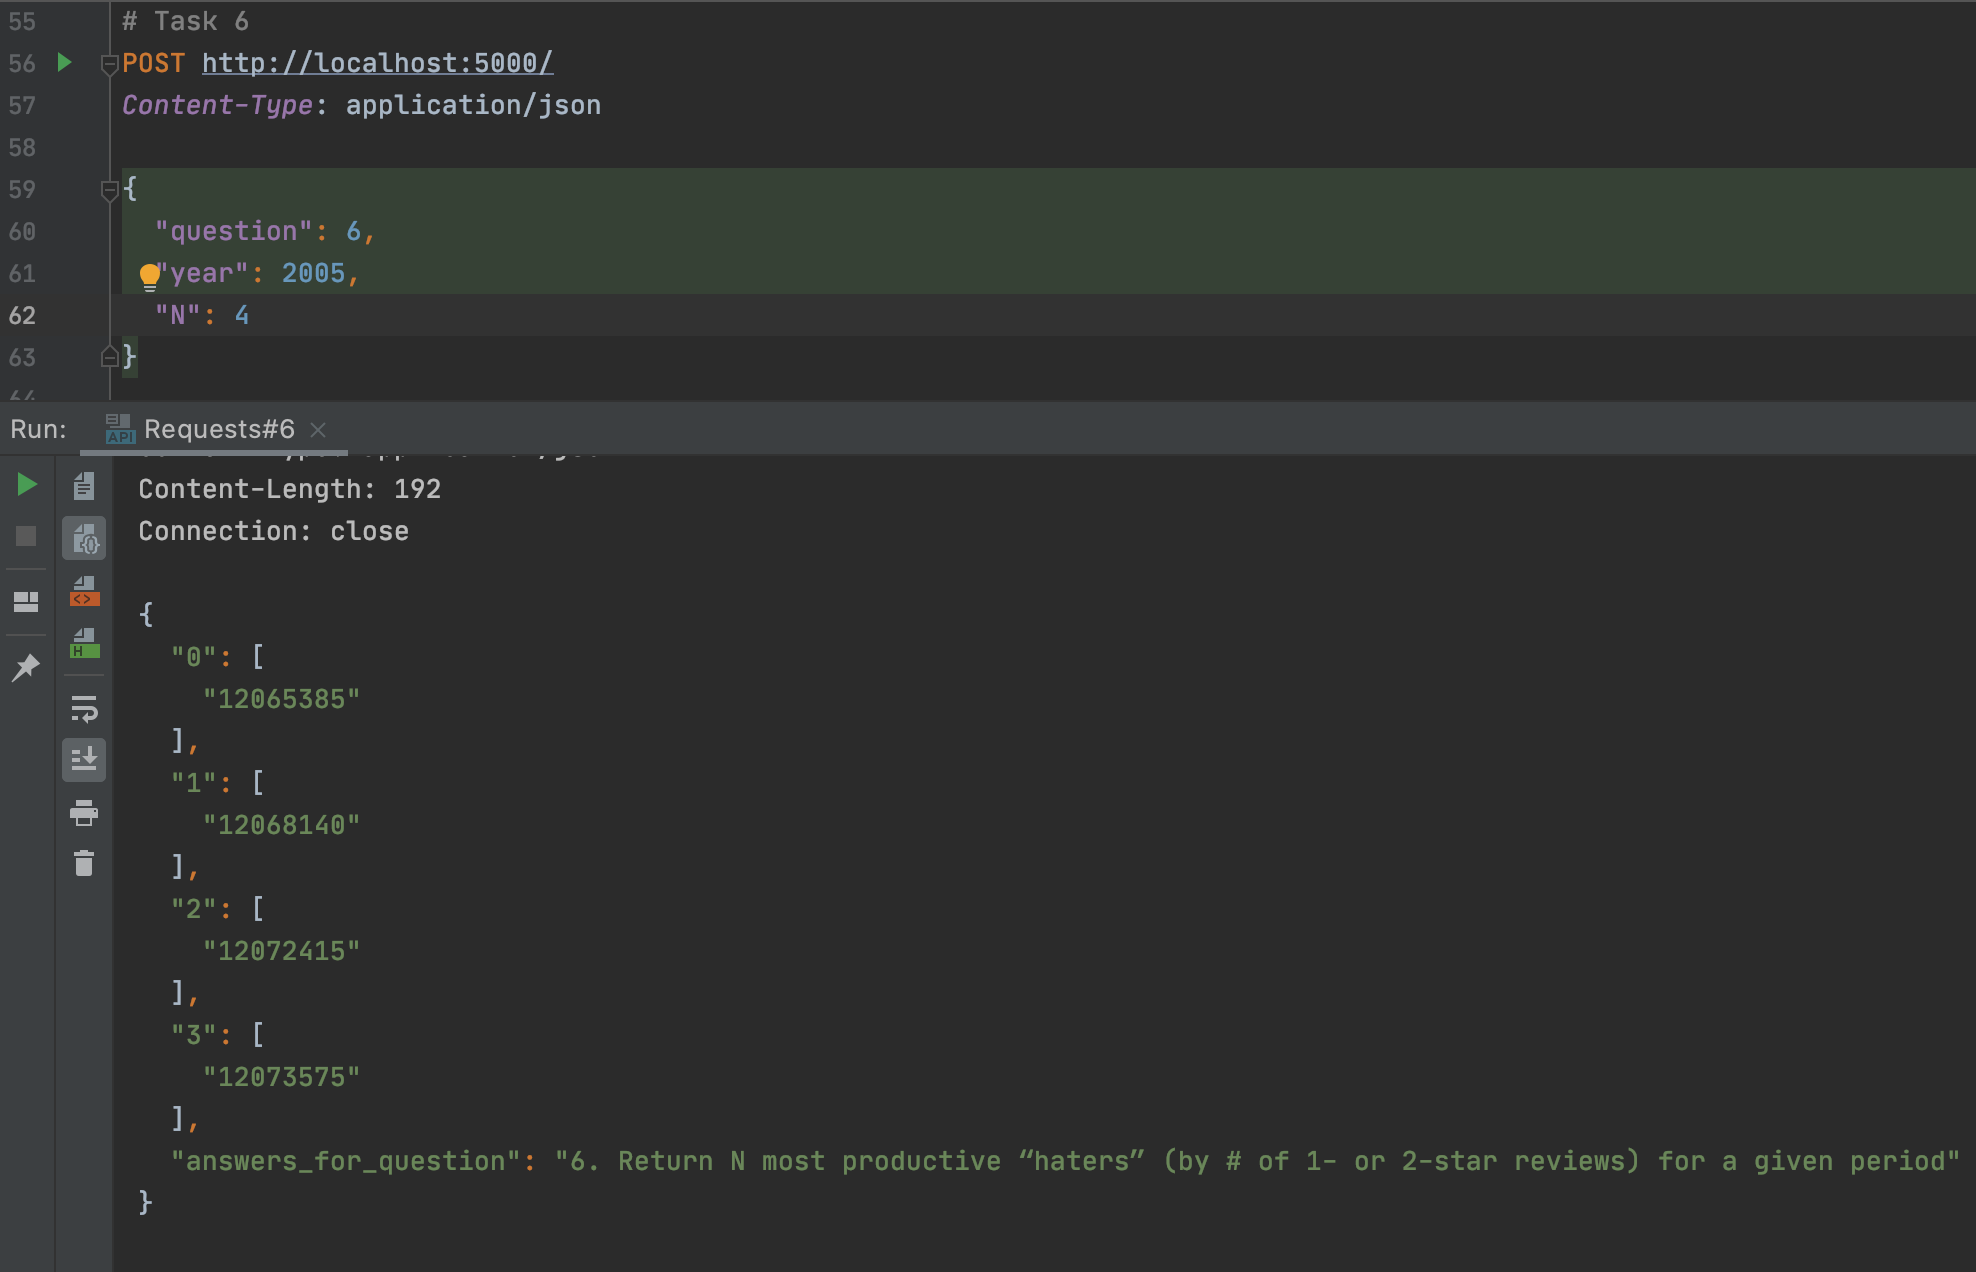 55 # Task 6
56 POST http://localhost:5000/
57 Content-Type: application/json
58
59 {
60 "question": 6,
61 "year": 2005,
62 "N": 4
63 }
64
Run: API Requests#6
Content-Length: 192
Connection: close
{
"0": [
"12065385"
],
"1": [
"12068140"
],
"2": [
"12072415"
],
"3": [
"12073575"
],
"answers_for_question": "6. Return N most productive “haters” (by # of 1- or 2-star reviews) for a given period"
}